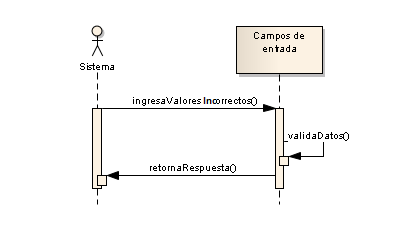 Campos de
entrada
Sistema
ingresaValoresIncorrectos()
validaDatos()
retornaRespuesta()